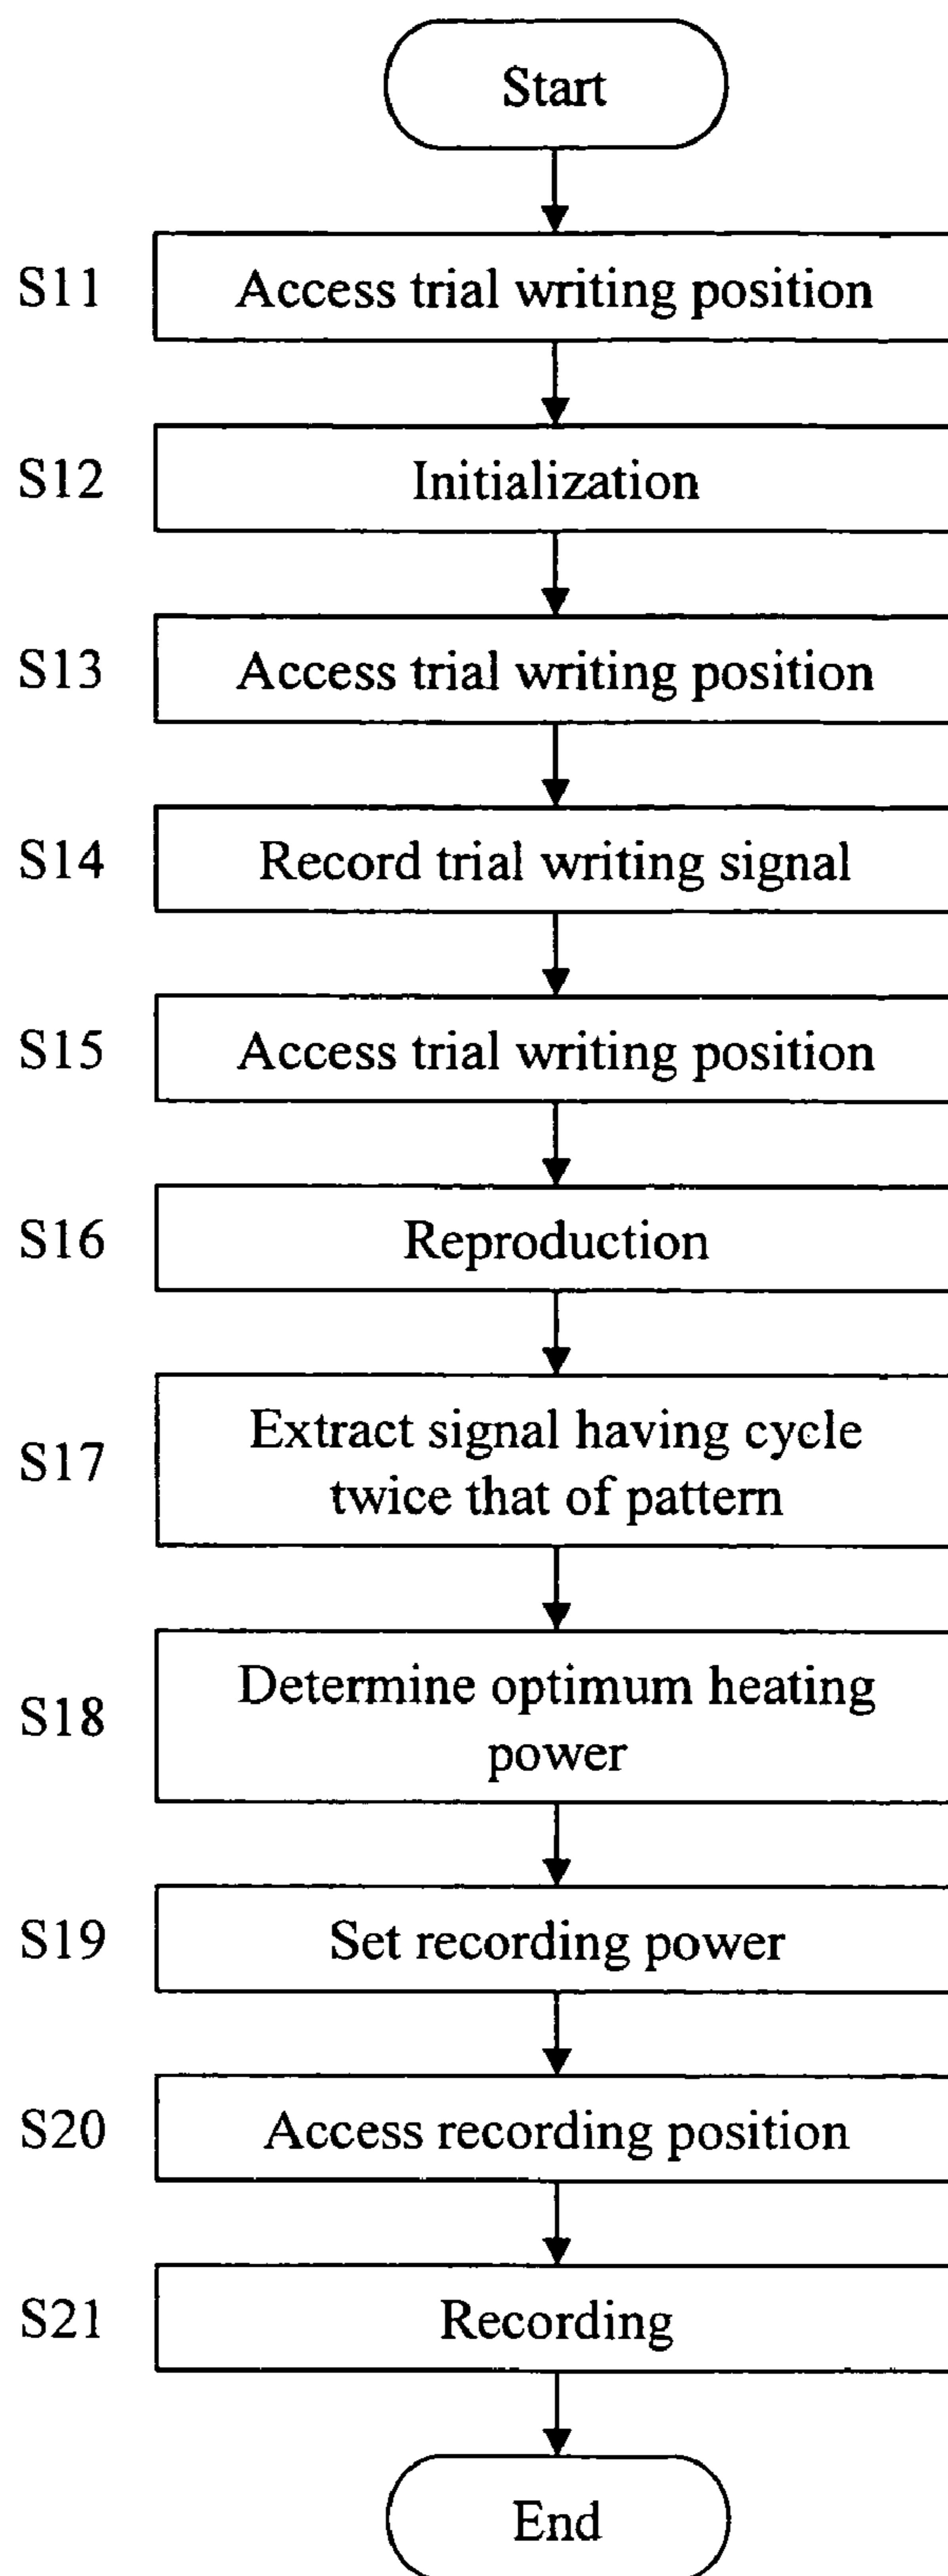 Start
S11
Access trial writing position
S12
Initialization
S13
Access trial writing position
S14
Record trial writing signal
S15
Access trial writing position
S16
Reproduction
S17
Extract signal having cycle
twice that of pattern
S18
Determine optimum heating
power
S19
Set recording power
S20
Access recording position
S21
Recording
End